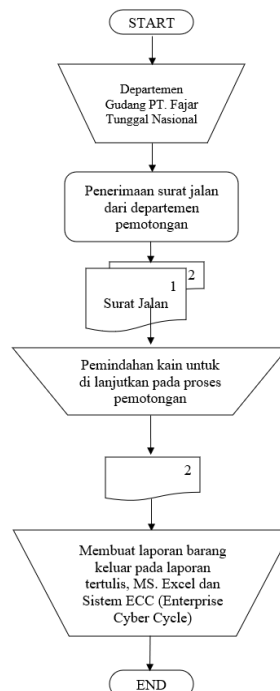 START
Departemen
Gudang PT. Fajar
Tunggal Nasional
Penerimaan surat jalan
dari departemen
pemotongan
2
1
Surat Jalan
Pemindahan kain untuk
di lanjutkan pada proses
pemotongan
2
Membuat laporan barang
keluar pada laporan
tertulis, MS. Excel dan
Sistem ECC (Enterprise
Cyber Cycle)
END